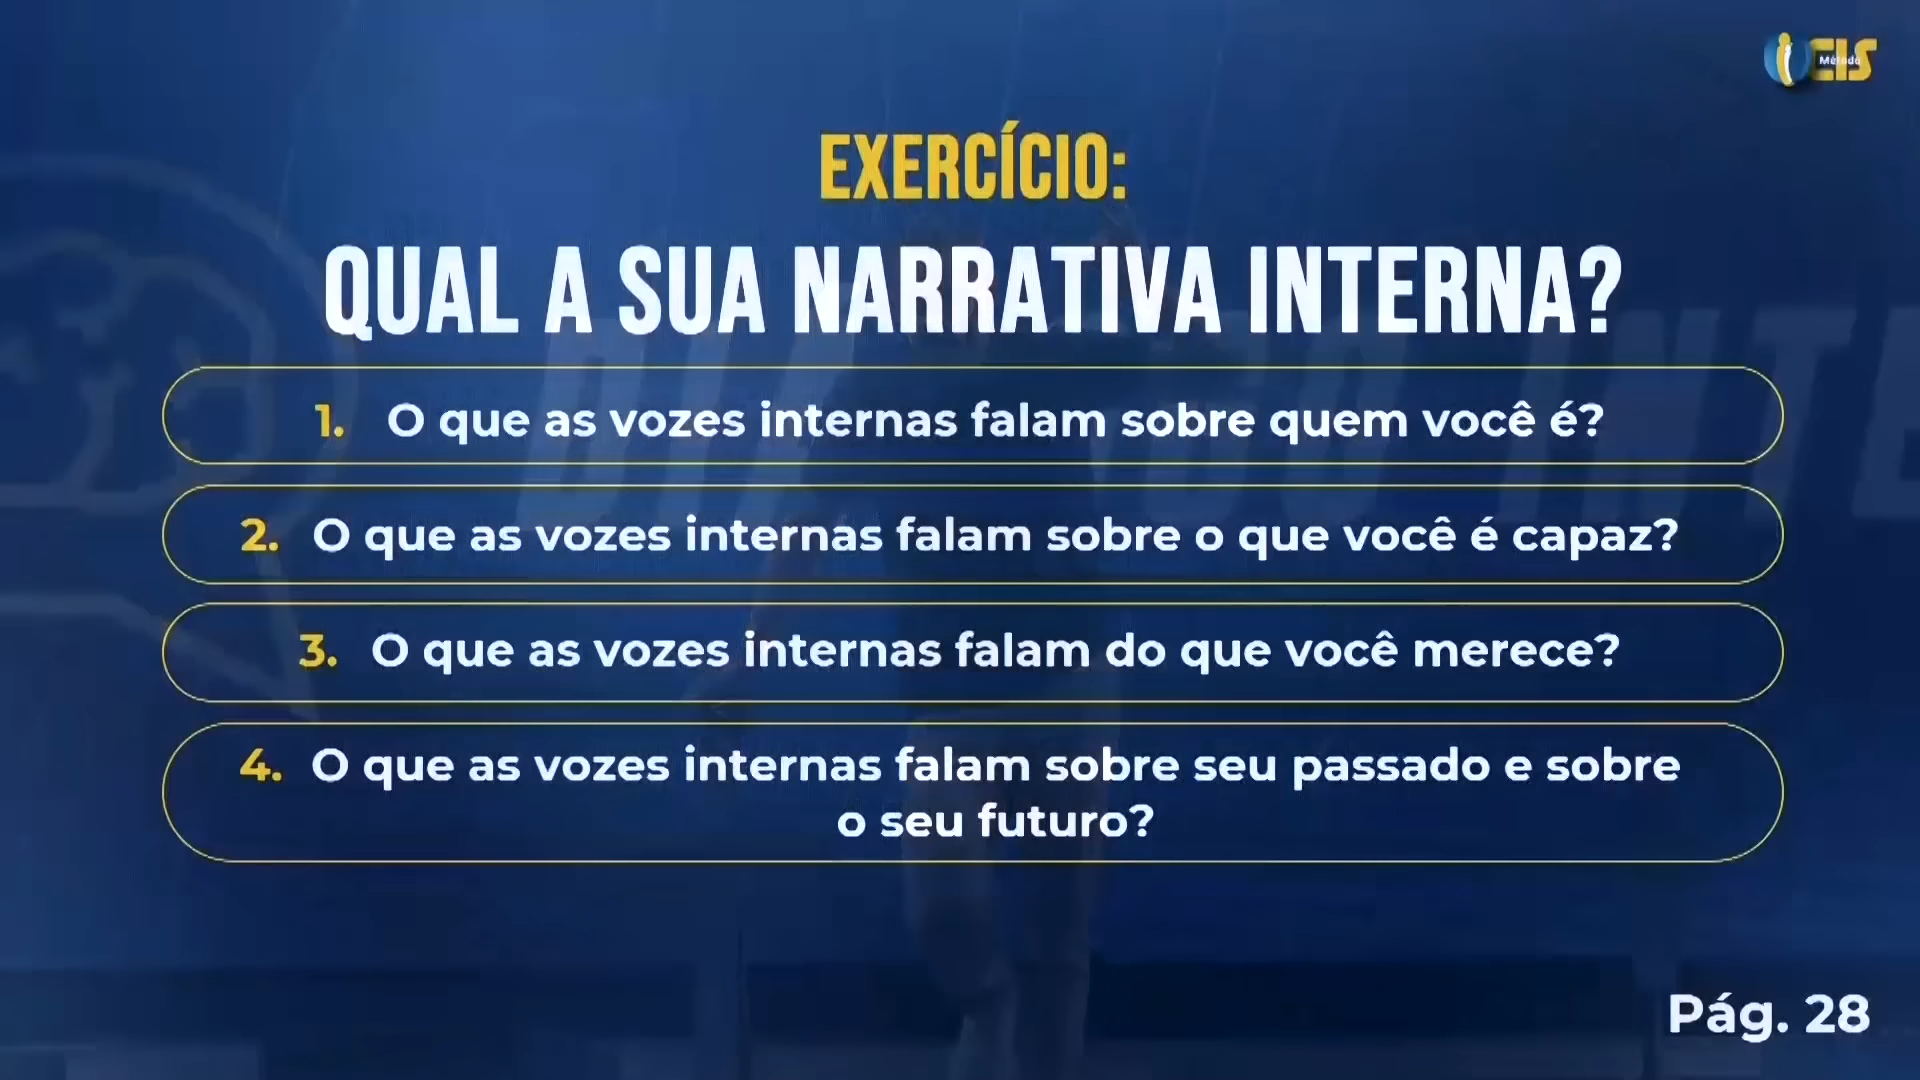 Método
CIS
EXERCÍCIO:
QUAL A SUA NARRATIVA INTERNA?
1. O que as vozes internas falam sobre quem você é?
2. O que as vozes internas falam sobre o que você é capaz?
3. O que as vozes internas falam do que você merece?
4. O que as vozes internas falam sobre seu passado e sobre
o seu futuro?
Pág. 28